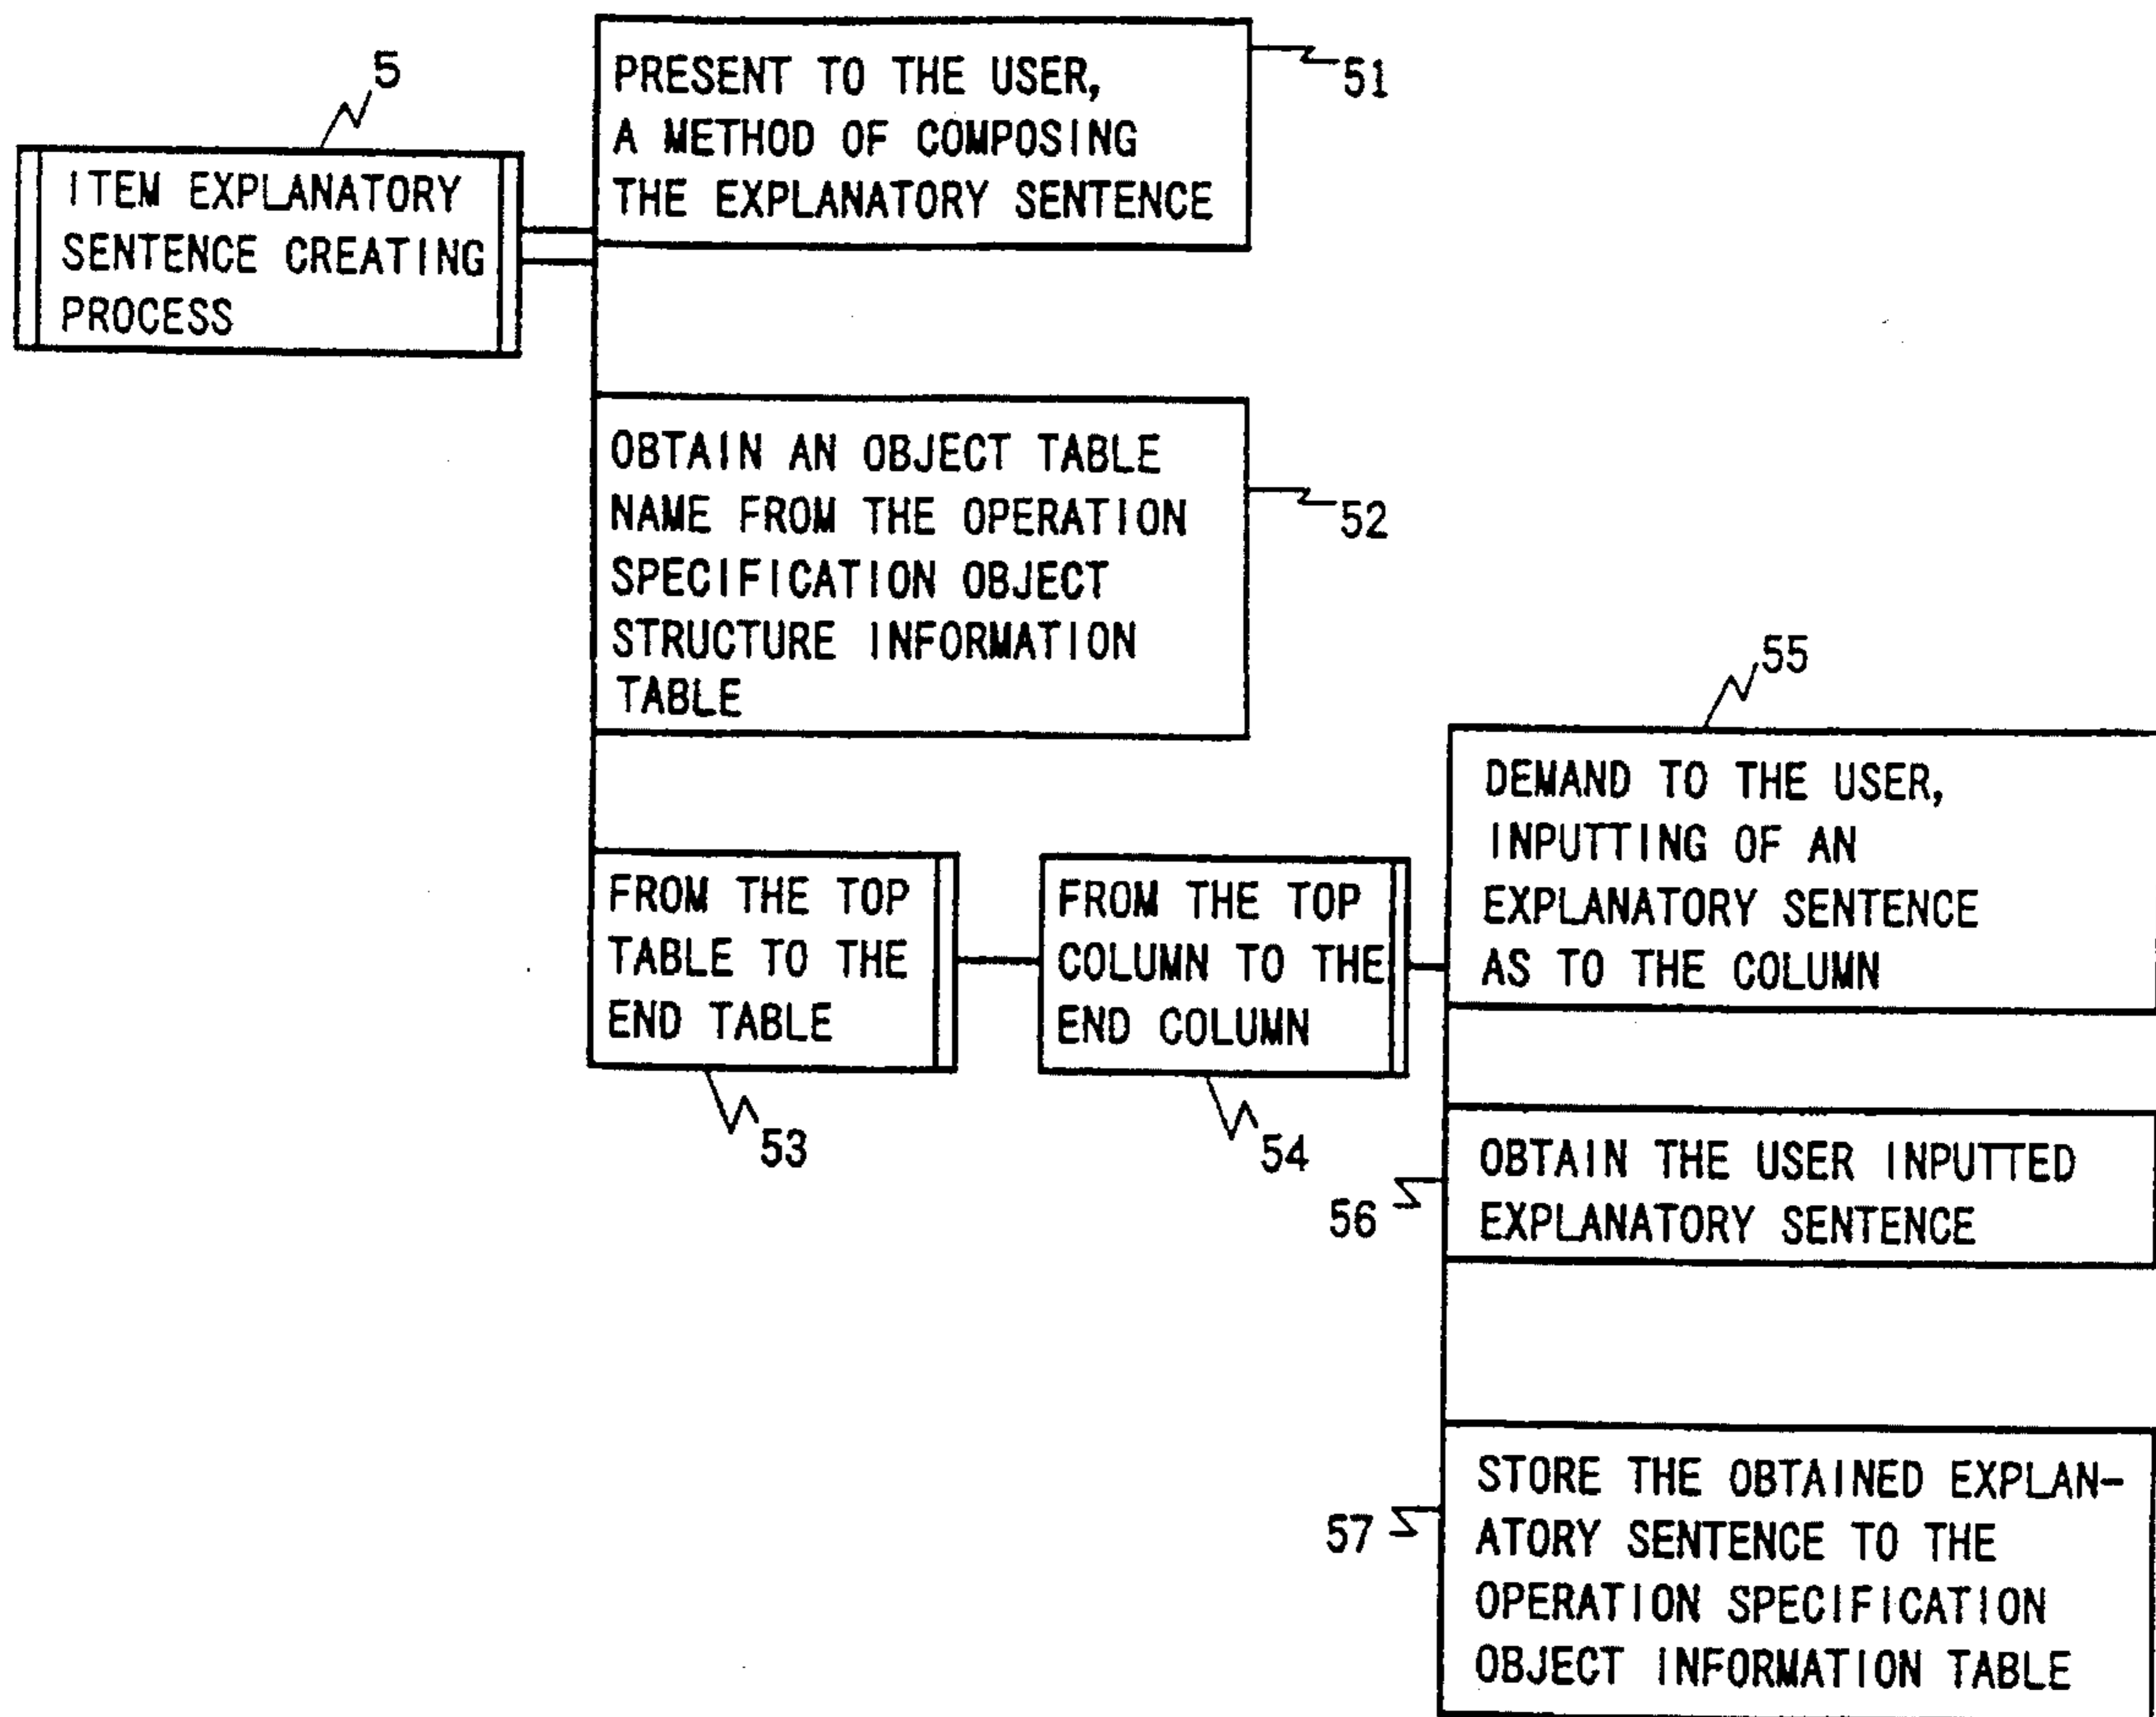 5
ITEM EXPLANATORY
SENTENCE CREATING
PROCESS
PRESENT TO THE USER,
A METHOD OF COMPOSING
THE EXPLANATORY SENTENCE
51
OBTAIN AN OBJECT TABLE
NAME FROM THE OPERATION
SPECIFICATION OBJECT
STRUCTURE INFORMATION
TABLE
52
FROM THE TOP
TABLE TO THE
END TABLE
53
FROM THE TOP
COLUMN TO THE
END COLUMN
54
55
DEMAND TO THE USER,
INPUTTING OF AN
EXPLANATORY SENTENCE
AS TO THE COLUMN
OBTAIN THE USER INPUTTED
EXPLANATORY SENTENCE
56
STORE THE OBTAINED EXPLAN-
ATORY SENTENCE TO THE
OPERATION SPECIFICATION
OBJECT INFORMATION TABLE
57